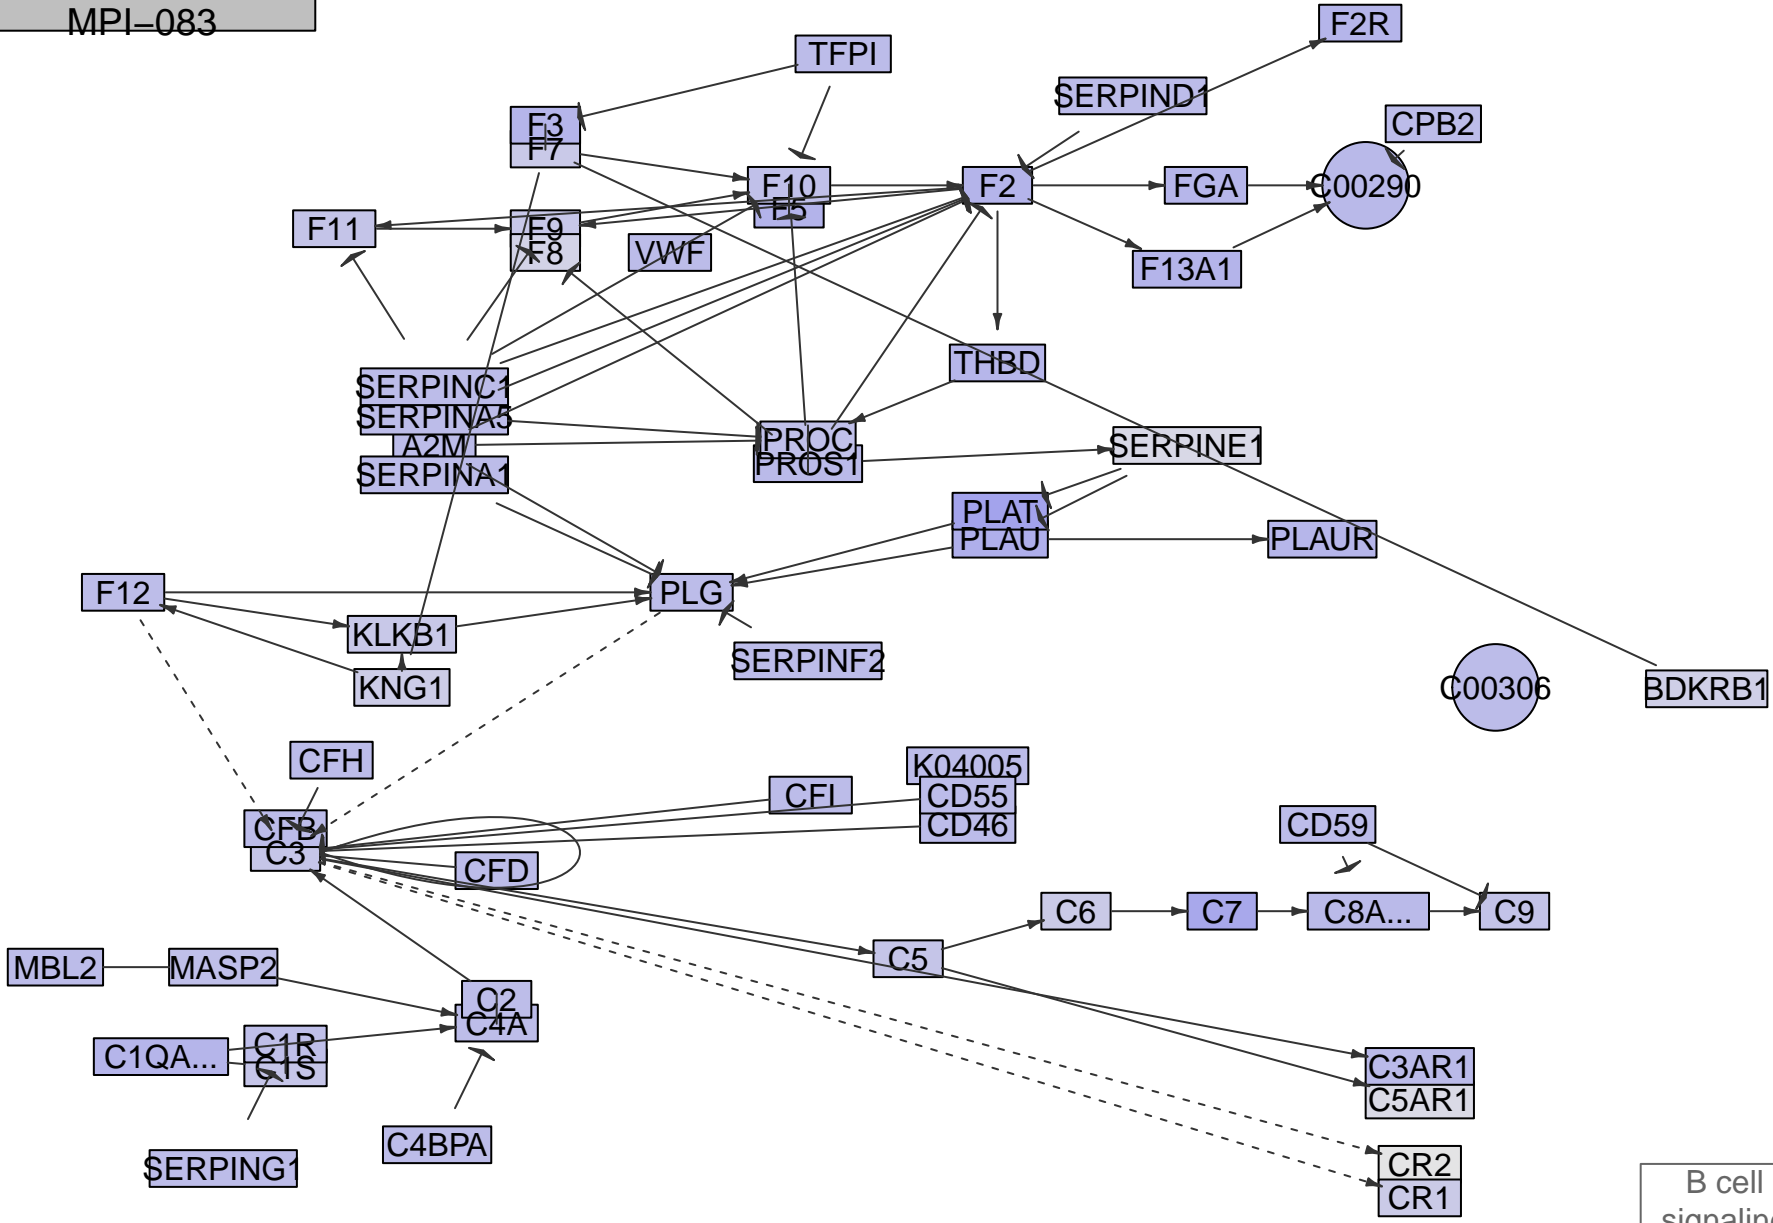 MPI–083
F2R
TFPI
SERPIND1
CPB2
F3
F7
F10
F5
F2
FGA
C00290
F11
F9
F8
VWF
F13A1
THBD
SERPINC1
SERPINA5
A2M
SERPINA1
PROC
PROS1
SERPINE1
PLAT
PLAU
PLAUR
F12
PLG
KLKB1
SERPINF2
KNG1
C00306
BDKRB1
CFH
K04005
CFI
CD55
CD46
CFB
C3
CFD
CD59
C6
C7
C8A...
C9
C5
MBL2
MASP2
C2
C4A
C1QA...
C1R
C1S
C3AR1
C5AR1
C4BPA
SERPING1
CR2
CR1
B cell